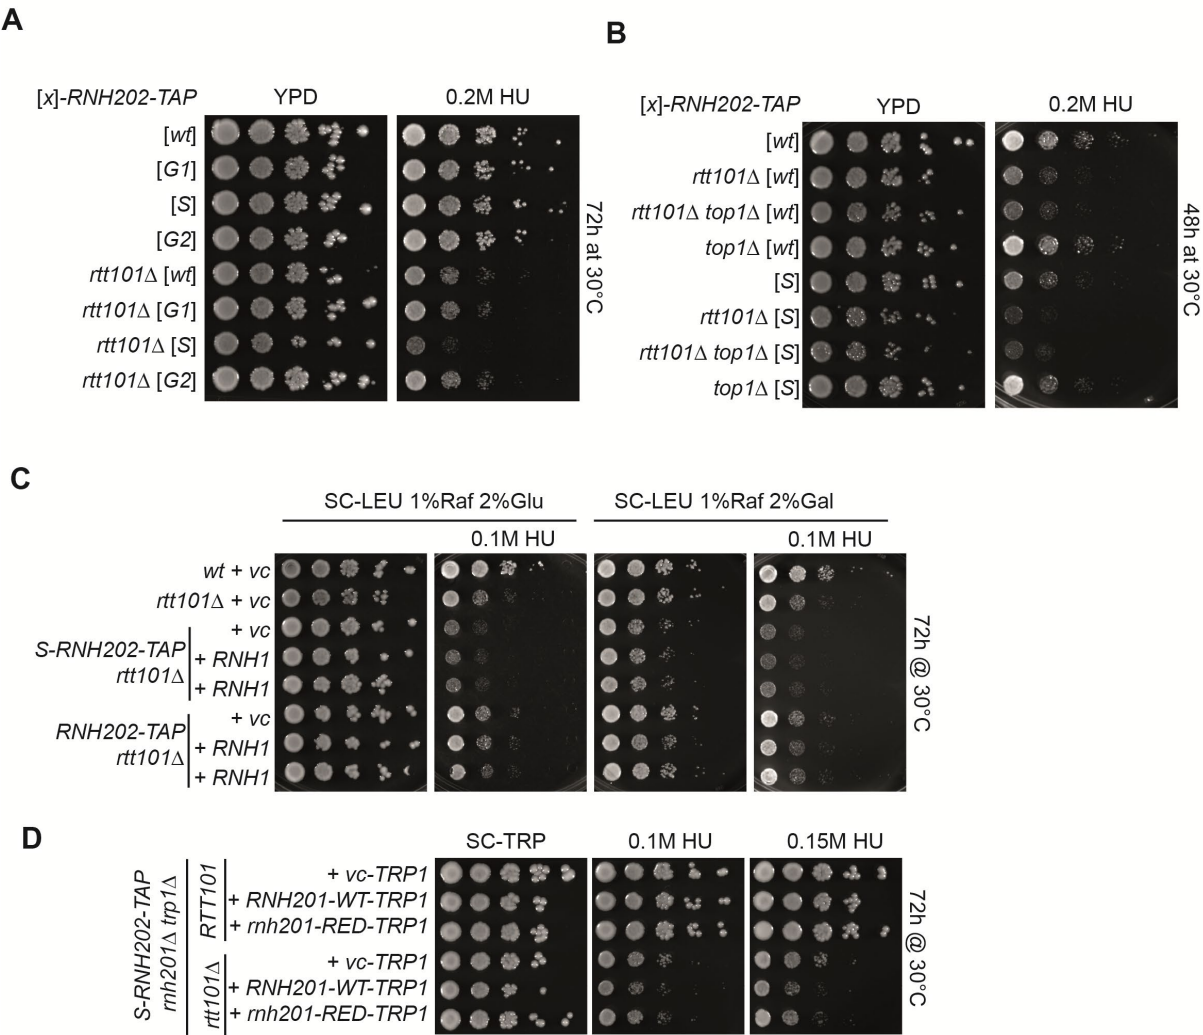 A
[x]-RNH202-TAP YPD 0.2M HU
[wt]
[G1]
[S]
[G2]
rtt101Δ [wt]
rtt101Δ [G1]
rtt101Δ [S]
rtt101Δ [G2]
72h at 30°C
B
[x]-RNH202-TAP YPD 0.2M HU
[wt]
rtt101Δ [wt]
rtt101Δ top1Δ [wt]
top1Δ [wt]
[S]
rtt101Δ [S]
rtt101Δ top1Δ [S]
top1Δ [S]
48h at 30°C
C
SC-LEU 1%Raf 2%Glu SC-LEU 1%Raf 2%Gal
0.1M HU 0.1M HU
wt + vc
rtt101Δ + vc
S-RNH202-TAP
rtt101Δ
+ vc
+ RNH1
+ RNH1
RNH202-TAP
rtt101Δ
+ vc
+ RNH1
+ RNH1
72h @ 30°C
D
SC-TRP 0.1M HU 0.15M HU
S-RNH202-TAP
rnh201Δ trp1Δ
RTT101
+ vc-TRP1
+ RNH201-WT-TRP1
+ rnh201-RED-TRP1
rtt101Δ
+ vc-TRP1
+ RNH201-WT-TRP1
+ rnh201-RED-TRP1
72h @ 30°C